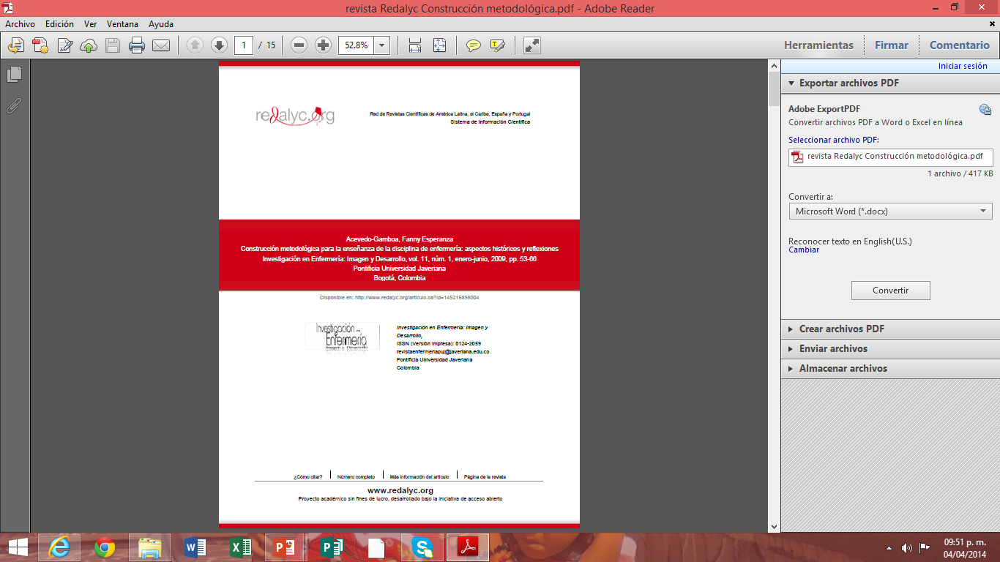 revista Redalyc Construcción metodológica.pdf - Adobe Reader
Archivo Edición Ver Ventana Ayuda
1 / 15 52.8% Herramientas Firmar Comentario
Iniciar sesión
redalyc.org
Red de Revistas Científicas de América Latina, el Caribe, España y Portugal
Sistema de Información Científica
Acevedo-Gamboa, Fanny Esperanza
Construcción metodológica para la enseñanza de la disciplina de enfermería: aspectos históricos y reflexiones
Investigación en Enfermería: Imagen y Desarrollo, vol. 11, núm. 1, enero-junio, 2009, pp. 53-66
Pontificia Universidad Javeriana
Bogotá, Colombia
Disponible en: http://www.redalyc.org/articulo.oa?id=145216898004
Investigación en
Enfermería
Imagen y Desarrollo
Investigación en Enfermería: Imagen y
Desarrollo,
ISSN (Versión impresa): 0124-2059
revistaenfermeriapuj@javeriana.edu.co
Pontificia Universidad Javeriana
Colombia
¿Cómo citar? Número completo Más información del artículo Página de la revista
www.redalyc.org
Proyecto académico sin fines de lucro, desarrollado bajo la iniciativa de acceso abierto
Exportar archivos PDF
Adobe ExportPDF
Convertir archivos PDF a Word o Excel en línea
Seleccionar archivo PDF:
revista Redalyc Construcción metodológica.pdf
1 archivo / 417 KB
Convertir a:
Microsoft Word (*.docx)
Reconocer texto en English(U.S.)
Cambiar
Convertir
Crear archivos PDF
Enviar archivos
Almacenar archivos
09:51 p. m.
04/04/2014